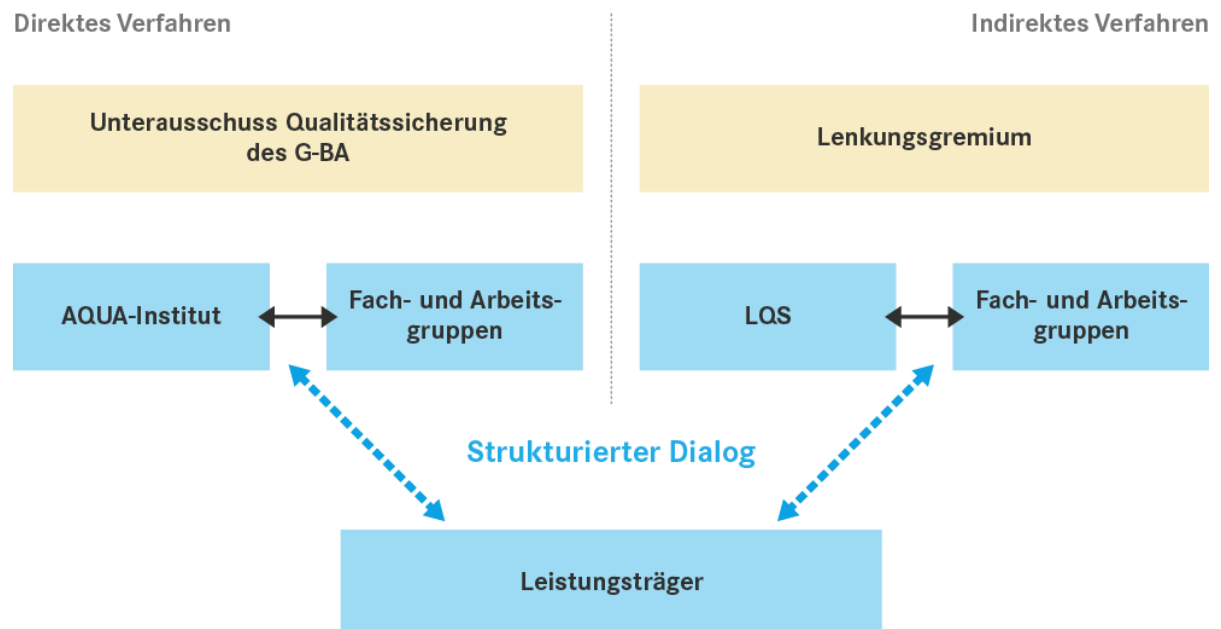 Direktes Verfahren
Indirektes Verfahren
Unterausschuss Qualitätssicherung
des G-BA
Lenkungsgremium
AQUA-Institut
Fach- und Arbeits-
gruppen
LQS
Fach- und Arbeits-
gruppen
Strukturierter Dialog
Leistungsträger